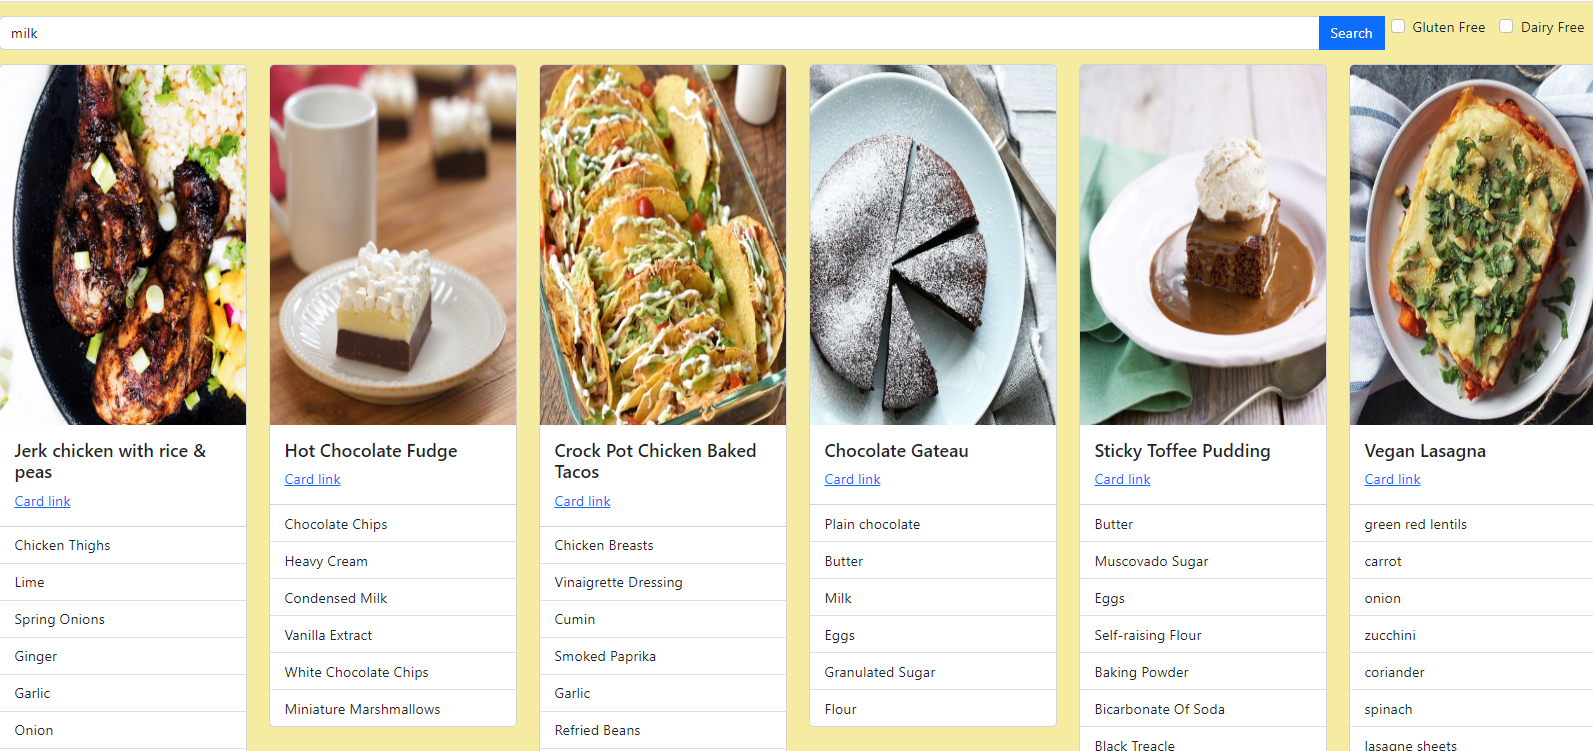 milk
Search
Gluten Free
Dairy Free
Jerk chicken with rice &
peas
Card link
Chicken Thighs
Lime
Spring Onions
Ginger
Garlic
Onion
Hot Chocolate Fudge
Card link
Chocolate Chips
Heavy Cream
Condensed Milk
Vanilla Extract
White Chocolate Chips
Miniature Marshmallows
Crock Pot Chicken Baked
Tacos
Card link
Chicken Breasts
Vinaigrette Dressing
Cumin
Smoked Paprika
Garlic
Refried Beans
Chocolate Gateau
Card link
Plain chocolate
Butter
Milk
Eggs
Granulated Sugar
Flour
Sticky Toffee Pudding
Card link
Butter
Muscovado Sugar
Eggs
Self-raising Flour
Baking Powder
Bicarbonate Of Soda
Black Treacle
Vegan Lasagna
Card link
green red lentils
carrot
onion
zucchini
coriander
spinach
lasagne sheets